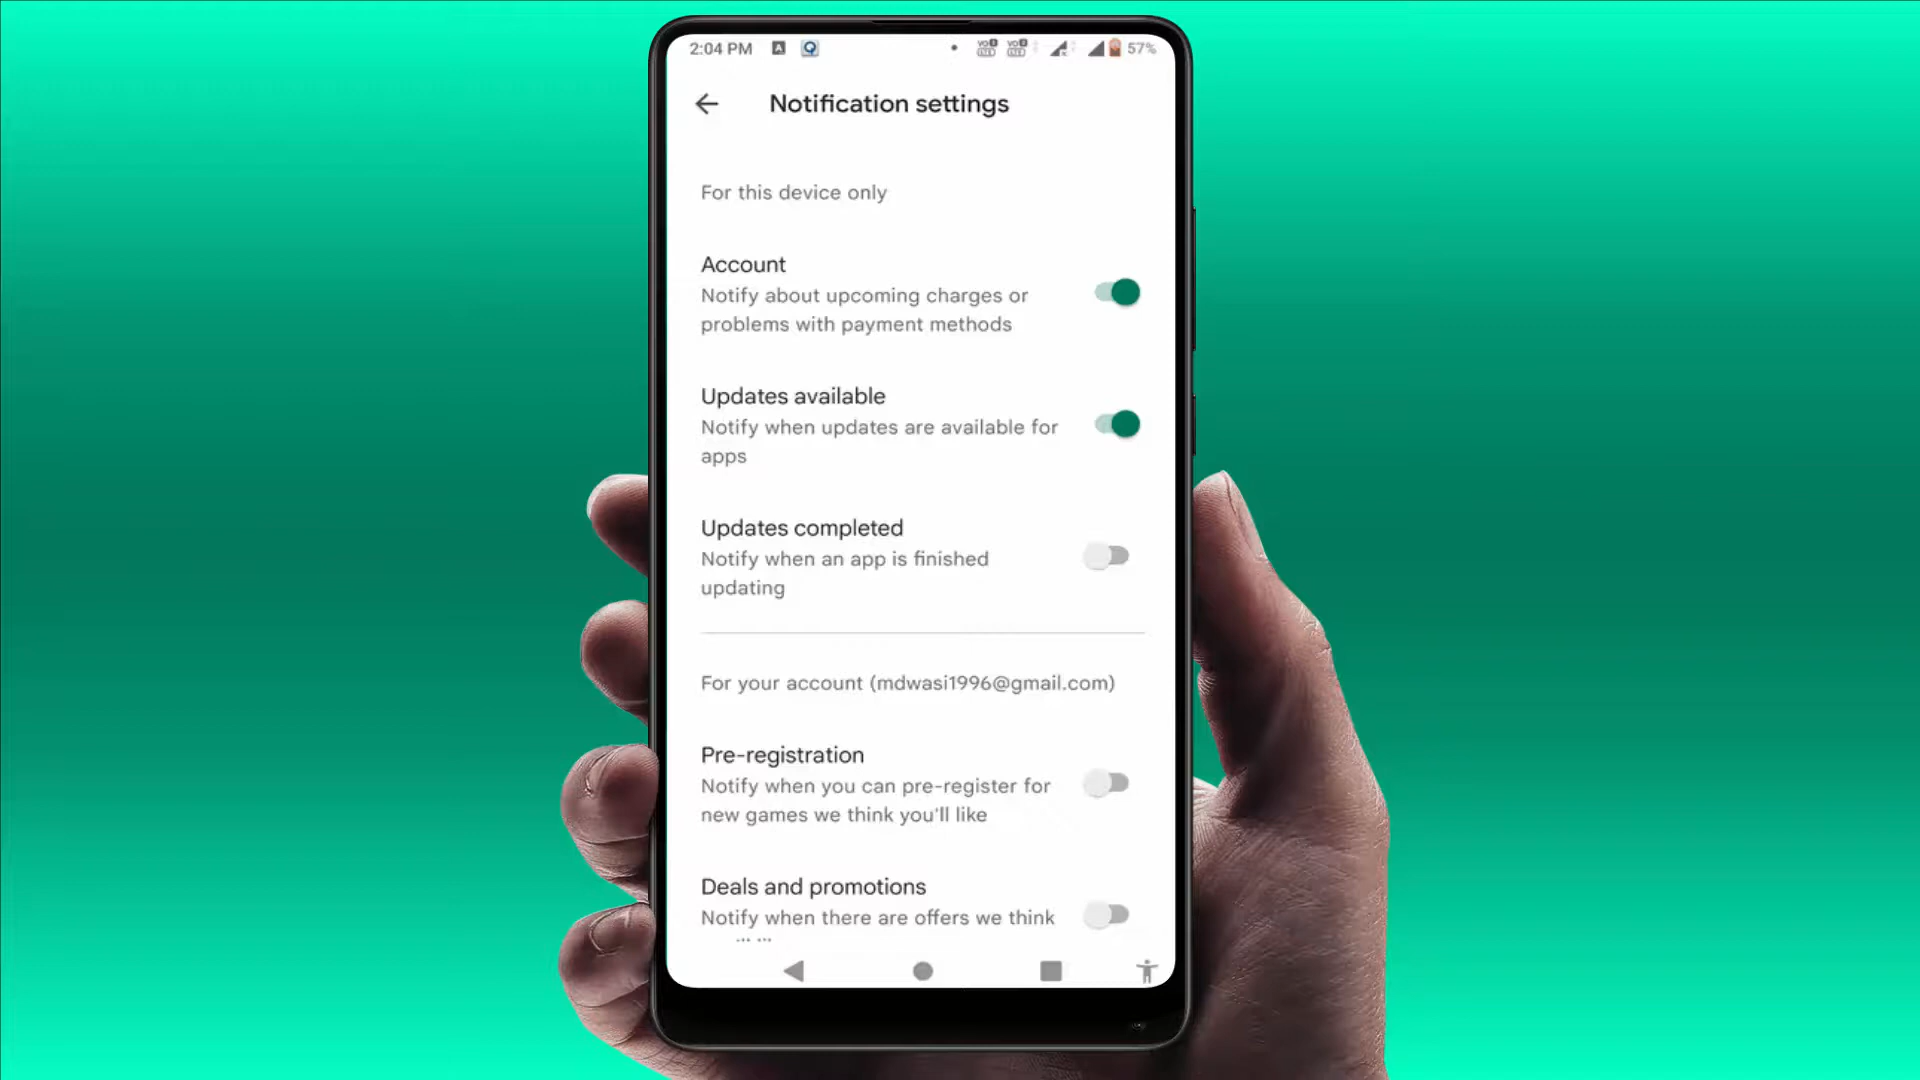 2:04 PM
57%
Notification settings
For this device only
Account
Notify about upcoming charges or
problems with payment methods
Updates available
Notify when updates are available for
apps
Updates completed
Notify when an app is finished
updating
For your account (mdwasi1996@gmail.com)
Pre-registration
Notify when you can pre-register for
new games we think you'll like
Deals and promotions
Notify when there are offers we think